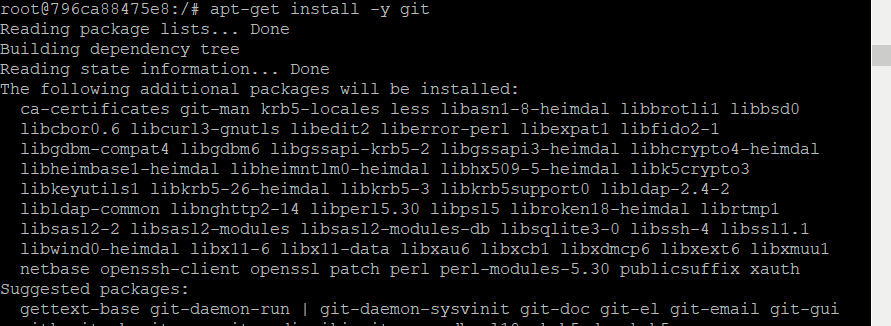 root@796ca88475e8:/# apt-get install -y git
Reading package lists... Done
Building dependency tree
Reading state information... Done
The following additional packages will be installed:
  ca-certificates git-man krb5-locales less libasn1-8-heimdal libbrotli1 libbsd0
  libcbor0.6 libcurl3-gnutls libedit2 liberror-perl libexpat1 libfido2-1
  libgdbm-compat4 libgdbm6 libgssapi-krb5-2 libgssapi3-heimdal libhcrypto4-heimdal
  libheimbase1-heimdal libheimntlm0-heimdal libhx509-5-heimdal libk5crypto3
  libkeyutils1 libkrb5-26-heimdal libkrb5-3 libkrb5support0 libldap-2.4-2
  libldap-common libnghttp2-14 libperl5.30 libpsl5 libroken18-heimdal librtmp1
  libsasl2-2 libsasl2-modules libsasl2-modules-db libsqlite3-0 libssh-4 libssl1.1
  libwind0-heimdal libx11-6 libx11-data libxau6 libxcb1 libxdmcp6 libxext6 libxmuu1
  netbase openssh-client openssl patch perl perl-modules-5.30 publicsuffix xauth
Suggested packages:
  gettext-base git-daemon-run | git-daemon-sysvinit git-doc git-el git-email git-gui